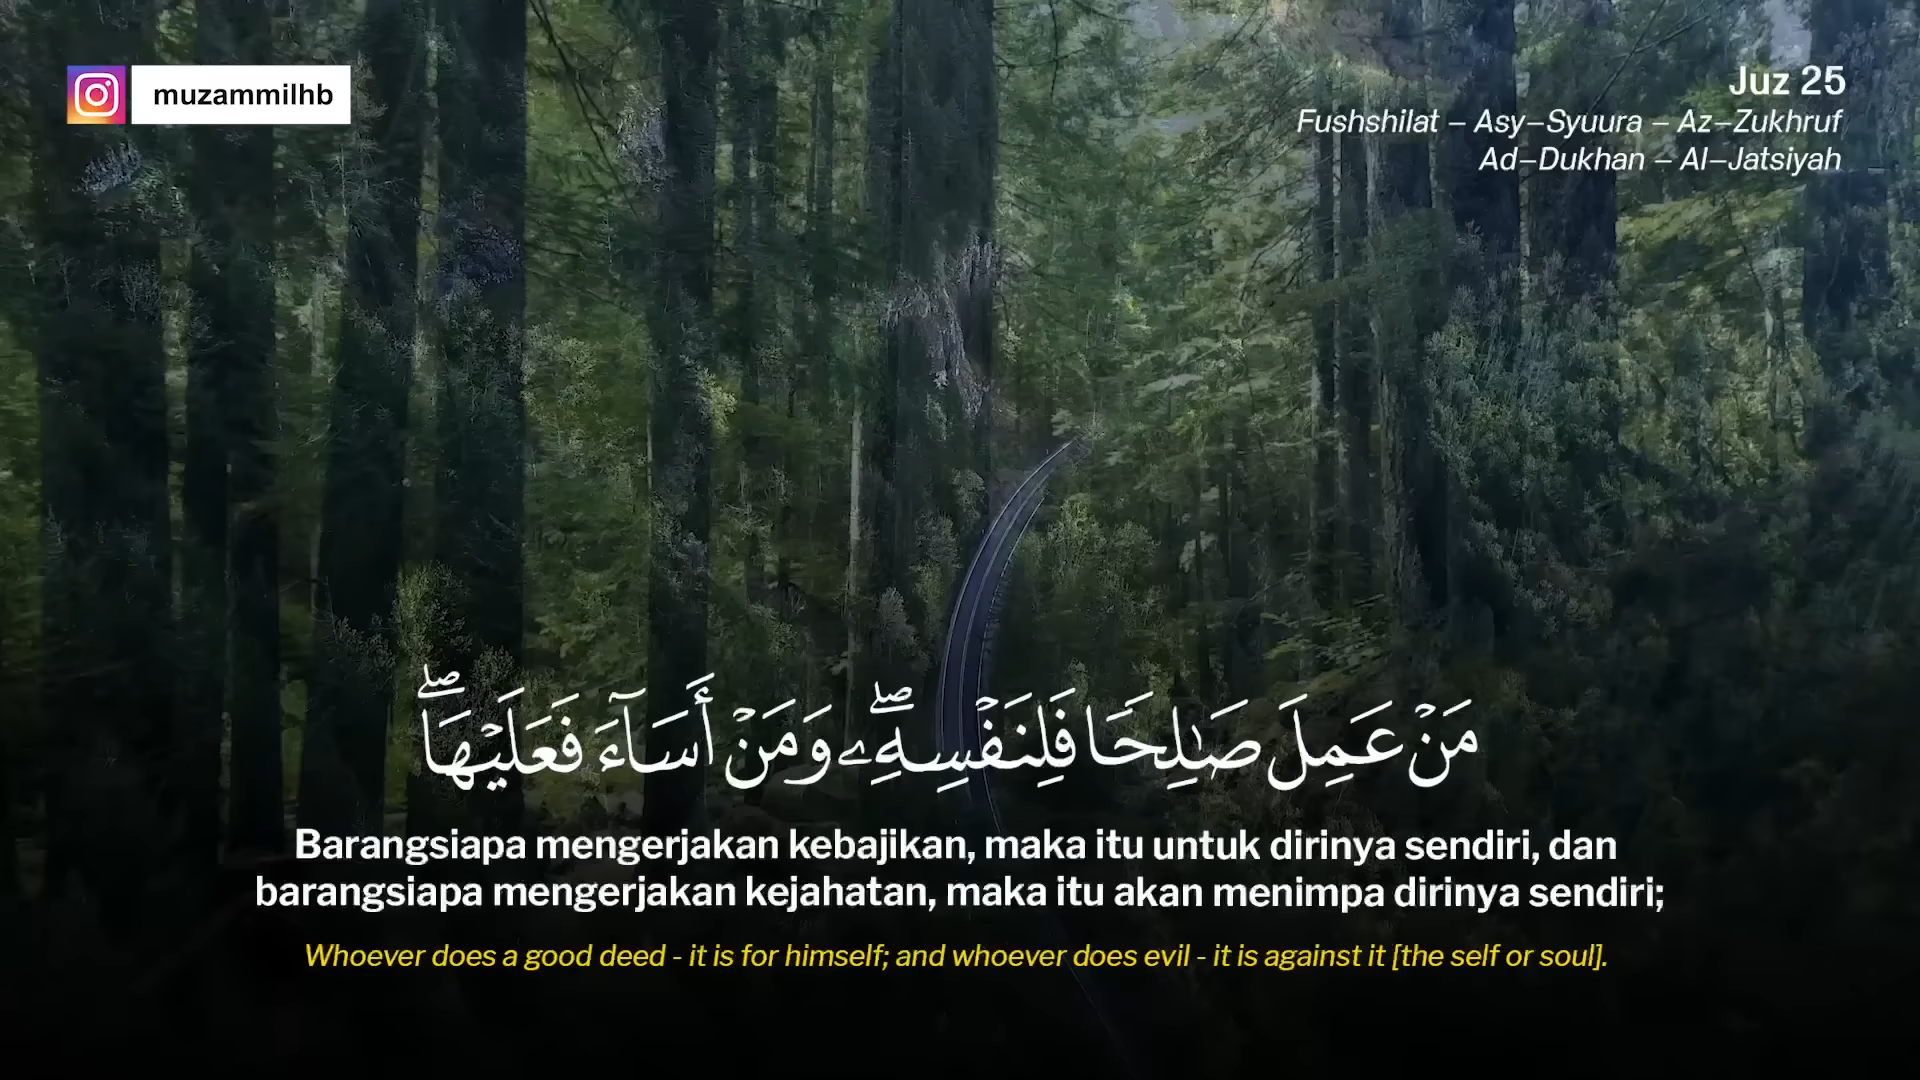 muzammilhb
Juz 25
Fushshilat – Asy–Syuura – Az–Zukhruf
Ad–Dukhan – Al–Jatsiyah
مَنْ عَمِلَ صَٰلِحًا فَلِنَفْسِهِۦۖ وَمَنْ أَسَآءَ فَعَلَيْهَاۖ
Barangsiapa mengerjakan kebajikan, maka itu untuk dirinya sendiri, dan
barangsiapa mengerjakan kejahatan, maka itu akan menimpa dirinya sendiri;
Whoever does a good deed - it is for himself; and whoever does evil - it is against it [the self or soul].